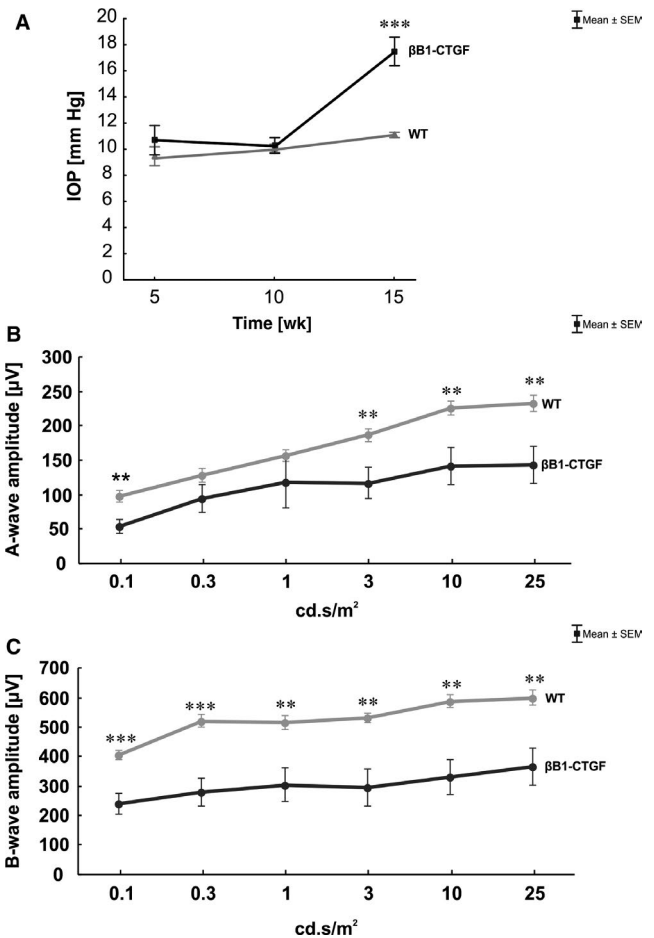 A
Mean ± SEM
20
18
16
14
12
10
8
6
4
2
0
IOP [mm Hg]
***
βB1-CTGF
WT
5 10 15
Time [wk]
B
Mean ± SEM
300
250
200
150
100
50
0
A-wave amplitude [µV]
** ** ** **
WT
βB1-CTGF
0.1 0.3 1 3 10 25
cd.s/m²
C
Mean ± SEM
700
600
500
400
300
200
100
0
B-wave amplitude [µV]
*** *** ** ** ** **
WT
βB1-CTGF
0.1 0.3 1 3 10 25
cd.s/m²